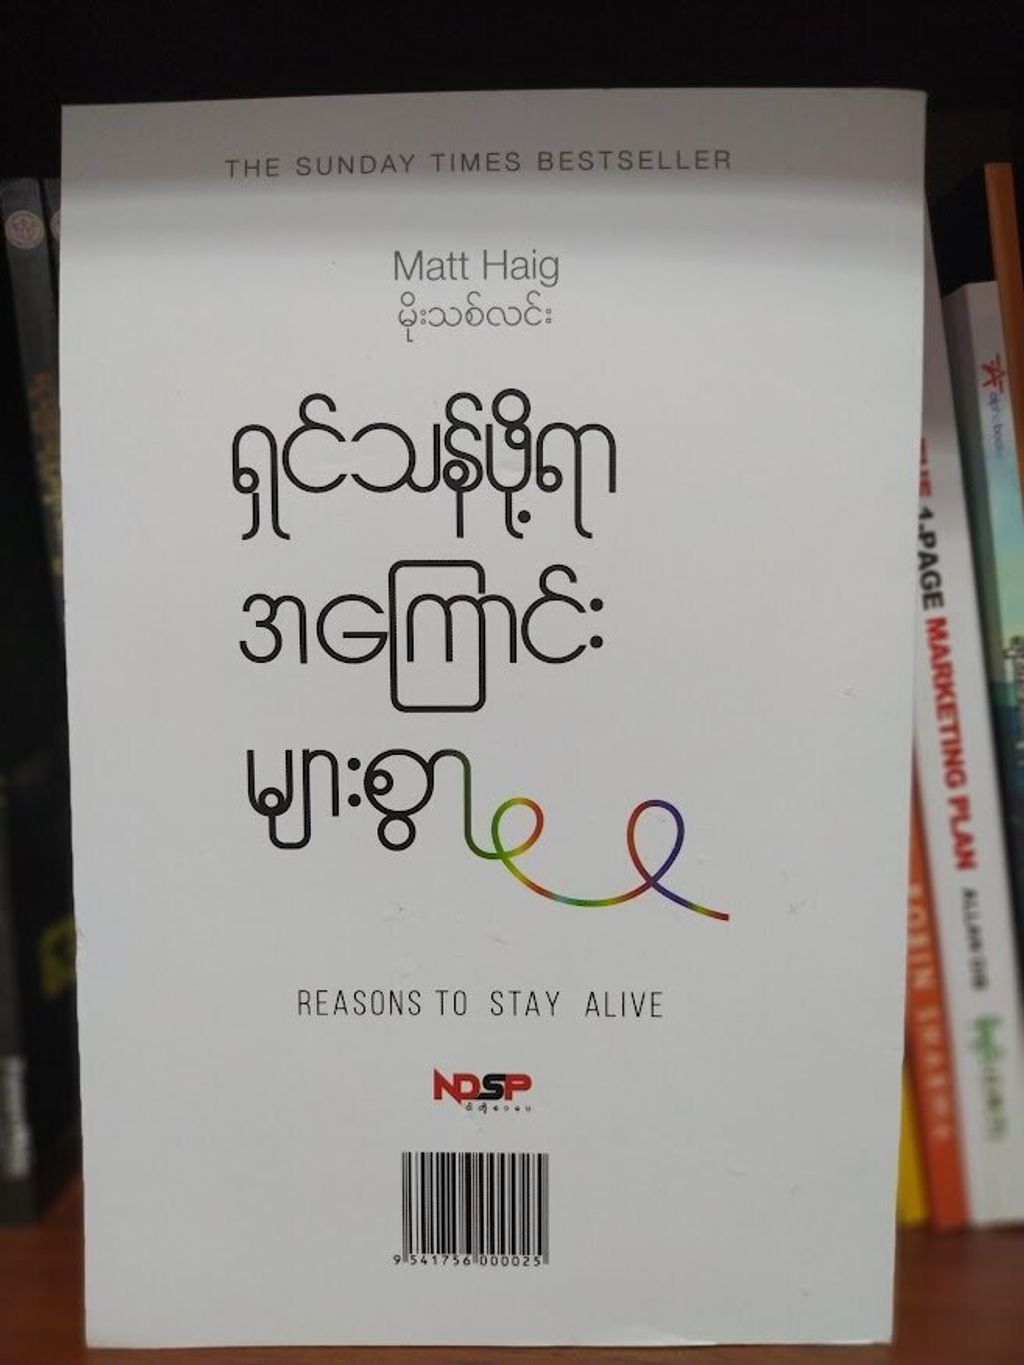 THE SUNDAY TIMES BESTSELLER
Matt Haig
မိုးသစ်လင်း
ရှင်သန်ဖို့ရာ
အကြောင်း
များစွာ
REASONS TO STAY ALIVE
NDSP
9 541756 000025
THE 1-PAGE MARKETING PLAN